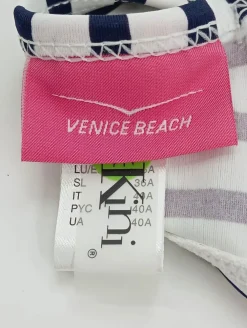 VENICE BEACH
LU/E
SL 36A
IT
PYC 40A
UA 40A
Kini
®